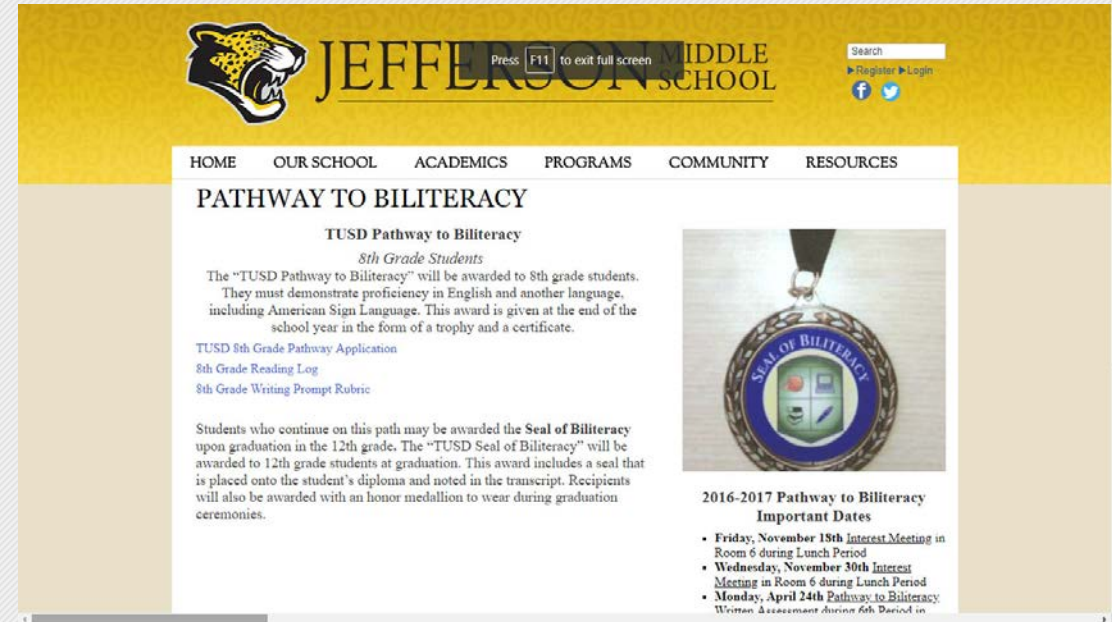 JEFFERSON MIDDLE SCHOOL
Press F11 to exit full screen
Search
Register Login
HOME OUR SCHOOL ACADEMICS PROGRAMS COMMUNITY RESOURCES
PATHWAY TO BILITERACY
TUSD Pathway to Biliteracy
8th Grade Students
The “TUSD Pathway to Biliteracy” will be awarded to 8th grade students.
They must demonstrate proficiency in English and another language,
including American Sign Language. This award is given at the end of the
school year in the form of a trophy and a certificate.
TUSD 8th Grade Pathway Application
8th Grade Reading Log
8th Grade Writing Prompt Rubric
Students who continue on this path may be awarded the Seal of Biliteracy
upon graduation in the 12th grade. The “TUSD Seal of Biliteracy” will be
awarded to 12th grade students at graduation. This award includes a seal that
is placed onto the student’s diploma and noted in the transcript. Recipients
will also be awarded with an honor medallion to wear during graduation
ceremonies.
SEAL OF BILITERACY
2016-2017 Pathway to Biliteracy
Important Dates
Friday, November 18th Interest Meeting in
Room 6 during Lunch Period
Wednesday, November 30th Interest
Meeting in Room 6 during Lunch Period
Monday, April 24th Pathway to Biliteracy
Written Assessment during 6th Period in